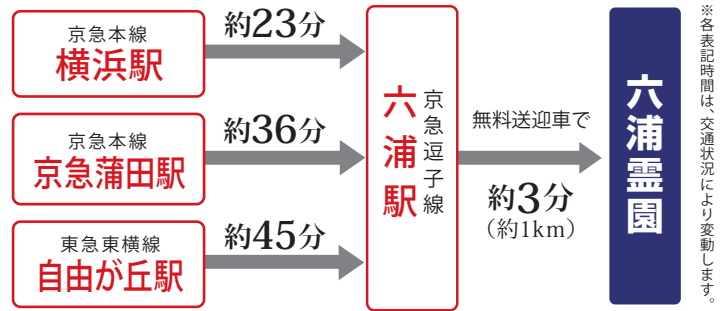 京急本線
横浜駅
約23分
京急本線
京急蒲田駅
約36分
東急東横線
自由が丘駅
約45分
京急逗子線
六浦駅
無料送迎車で
約3分
（約1km）
六浦霊園
※各表記時間は、交通状況により変動します。